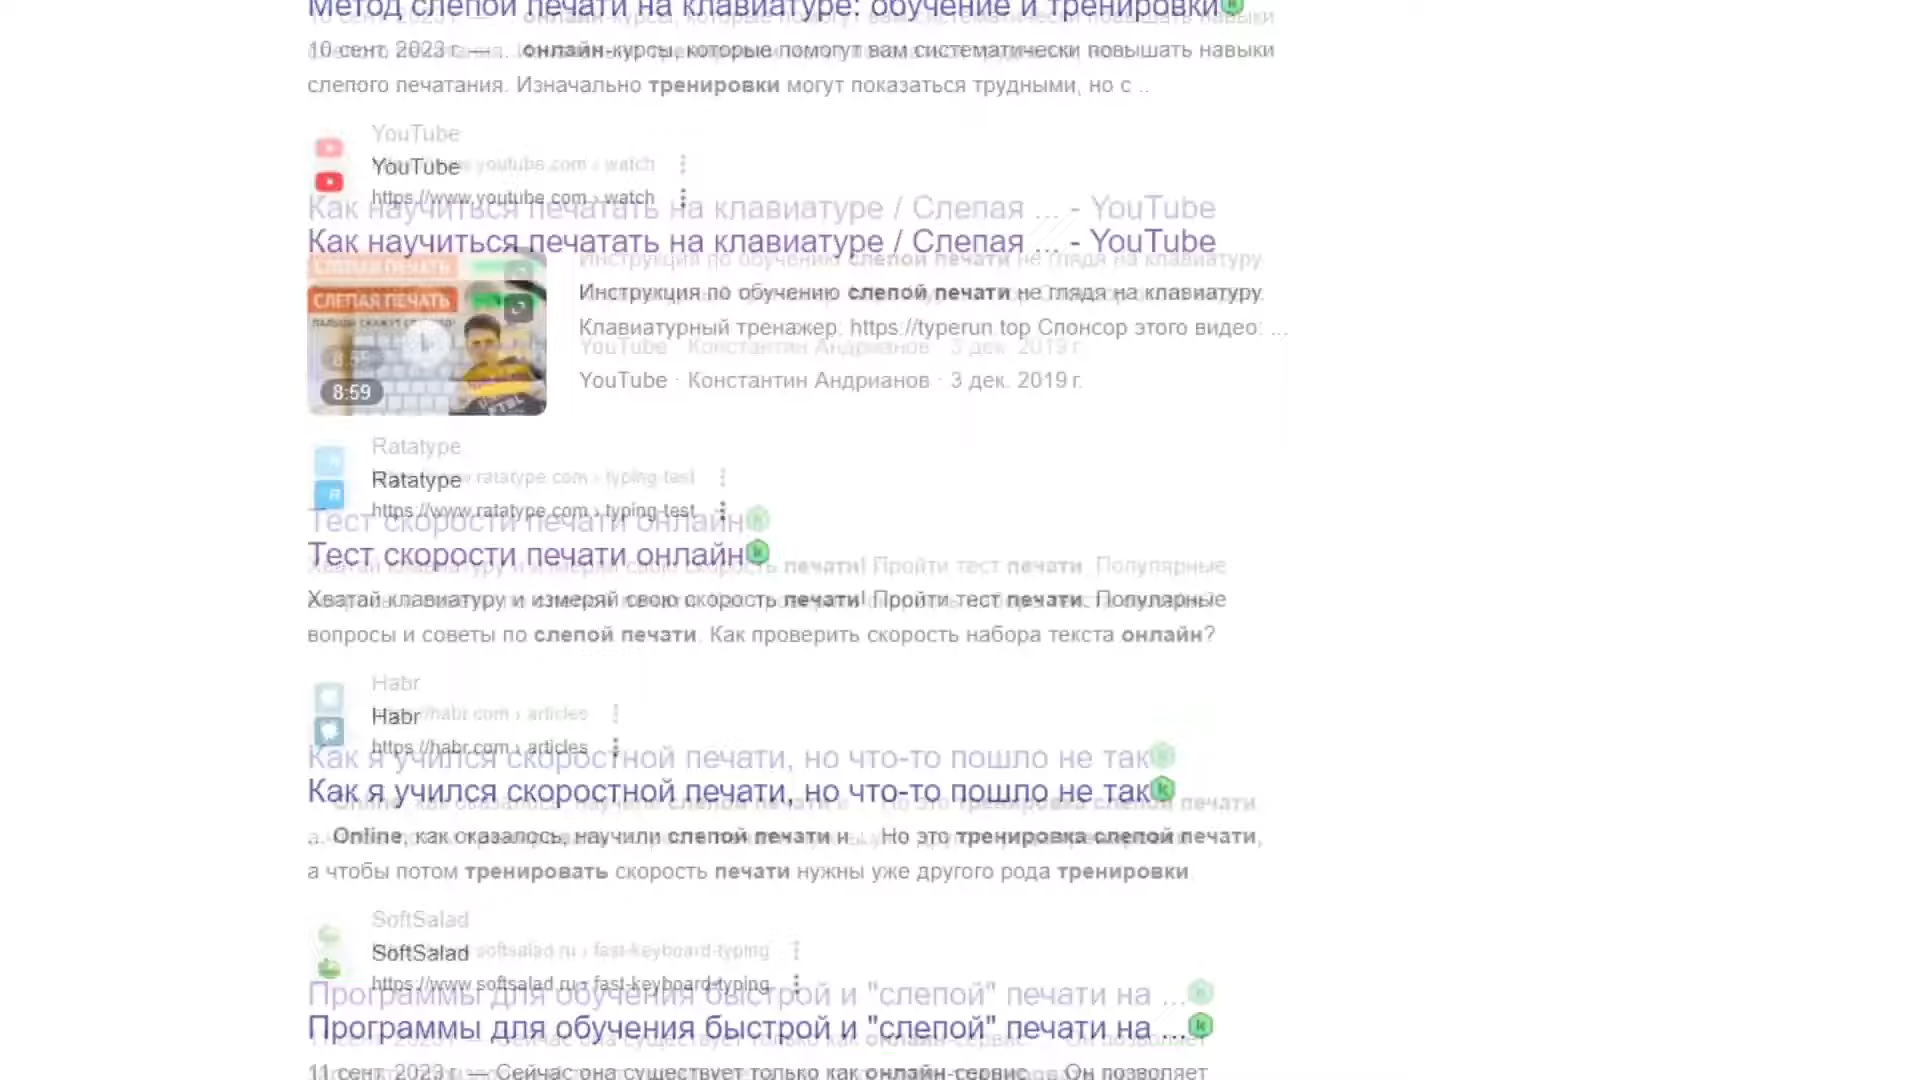 Метод слепой печати на клавиатуре: обучение и тренировки
10 сент. 2023 г. — ... онлайн-курсы, которые помогут вам систематически повышать навыки
слепого печатания. Изначально тренировки могут показаться трудными, но с ...
YouTube
https://www.youtube.com › watch
Как научиться печатать на клавиатуре / Слепая ... - YouTube
СЛЕПАЯ ПЕЧАТЬ
8:59
Инструкция по обучению слепой печати не глядя на клавиатуру.
Клавиатурный тренажер: https://typerun.top Спонсор этого видео: ...
YouTube · Константин Андрианов · 3 дек. 2019 г.
Ratatype
https://www.ratatype.com › typing-test
Тест скорости печати онлайн
Хватай клавиатуру и измеряй свою скорость печати! Пройти тест печати. Популярные
вопросы и советы по слепой печати. Как проверить скорость набора текста онлайн?
Habr
https://habr.com › articles
Как я учился скоростной печати, но что-то пошло не так
... Online, как оказалось, научили слепой печати и ... Но это тренировка слепой печати,
а чтобы потом тренировать скорость печати нужны уже другого рода тренировки.
SoftSalad
https://www.softsalad.ru › fast-keyboard-typing
Программы для обучения быстрой и "слепой" печати на ...
11 сент. 2023 г. — Сейчас она существует только как онлайн-сервис. ... Он позволяет